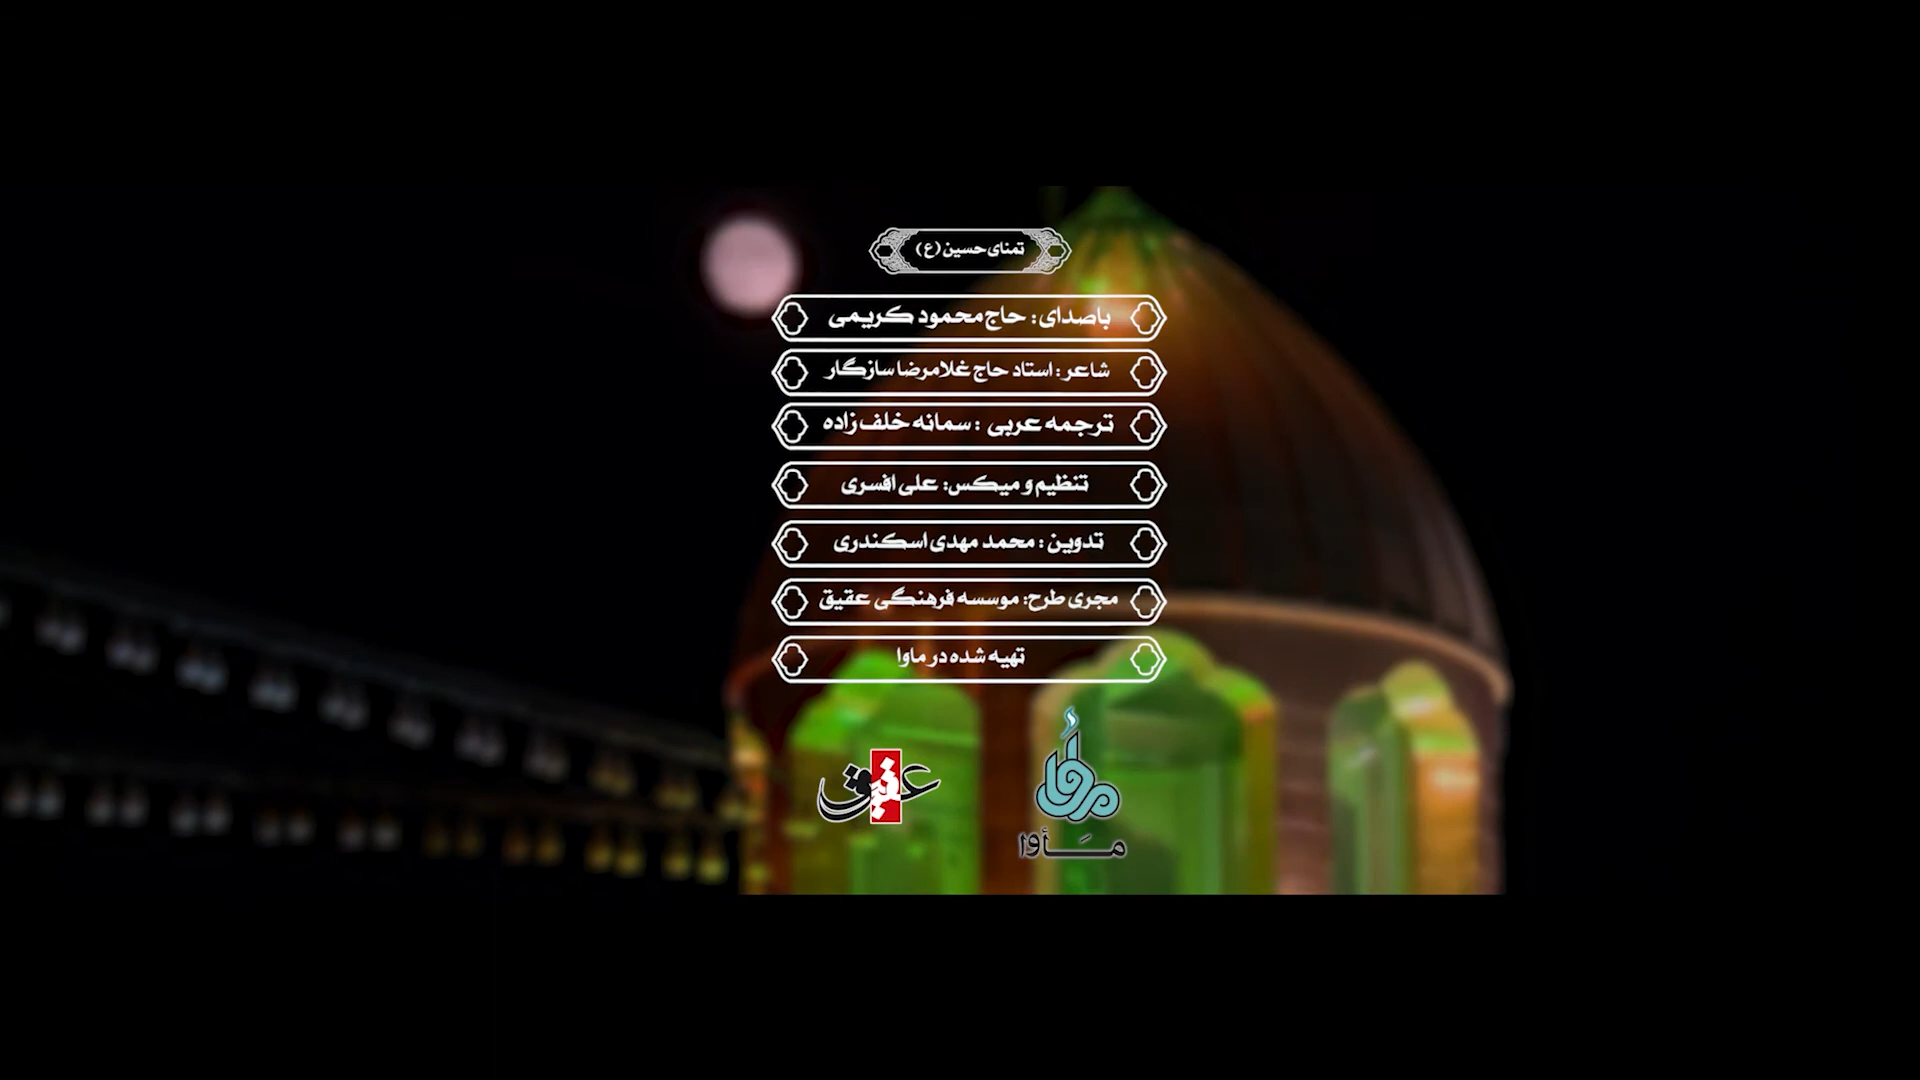 تمنای حسین (ع)
باصدای: حاج محمود کریمی
شاعر: استاد حاج غلامرضا سازگار
ترجمه عربی : سمانه خلف زاده
تنظیم و میکس: علی افسری
تدوین : محمد مهدی اسکندری
مجری طرح: موسسه فرهنگی عقیق
تهیه شده در ماوا
عقیق
مأوا